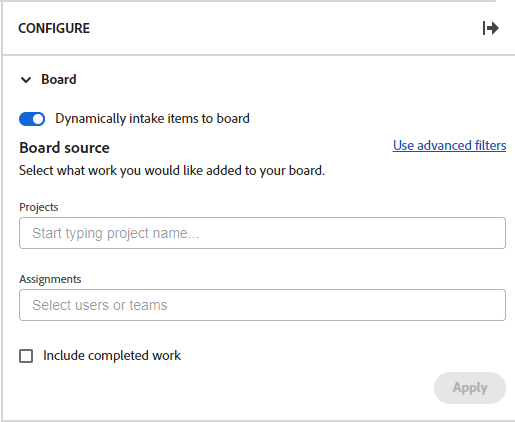 CONFIGURE
Board
Dynamically intake items to board
Board source
Use advanced filters
Select what work you would like added to your board.
Projects
Start typing project name...
Assignments
Select users or teams
Include completed work
Apply